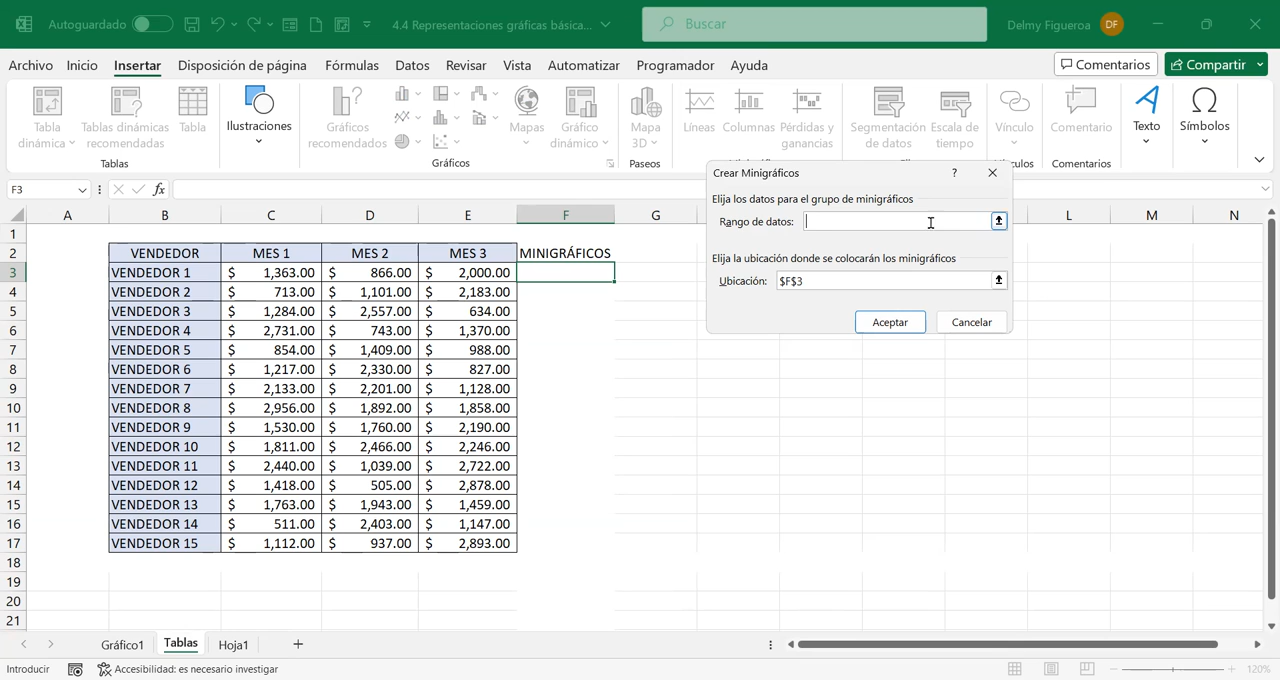 Autoguardado
4.4 Representaciones gráficas básica...
Buscar
Delmy Figueroa
DF
Archivo Inicio Insertar Disposición de página Fórmulas Datos Revisar Vista Automatizar Programador Ayuda
Comentarios
Compartir
Tabla dinámica
Tablas dinámicas recomendadas
Tabla
Ilustraciones
Gráficos recomendados
Mapas
Gráfico dinámico
Mapa 3D
Líneas
Columnas
Pérdidas y ganancias
Segmentación de datos
Escala de tiempo
Vínculo
Comentario
Texto
Símbolos
Tablas
Gráficos
Paseos
Comentarios
F3
fx
Crear Minigráficos
?
Elija los datos para el grupo de minigráficos
Rango de datos:
Elija la ubicación donde se colocarán los minigráficos
Ubicación: $F$3
Aceptar Cancelar
A B C D E F G L M N
1
2 VENDEDOR MES 1 MES 2 MES 3 MINIGRÁFICOS
3 VENDEDOR 1 $ 1,363.00 $ 866.00 $ 2,000.00
4 VENDEDOR 2 $ 713.00 $ 1,101.00 $ 2,183.00
5 VENDEDOR 3 $ 1,284.00 $ 2,557.00 $ 634.00
6 VENDEDOR 4 $ 2,731.00 $ 743.00 $ 1,370.00
7 VENDEDOR 5 $ 854.00 $ 1,409.00 $ 988.00
8 VENDEDOR 6 $ 1,217.00 $ 2,330.00 $ 827.00
9 VENDEDOR 7 $ 2,133.00 $ 2,201.00 $ 1,128.00
10 VENDEDOR 8 $ 2,956.00 $ 1,892.00 $ 1,858.00
11 VENDEDOR 9 $ 1,530.00 $ 1,760.00 $ 2,190.00
12 VENDEDOR 10 $ 1,811.00 $ 2,466.00 $ 2,246.00
13 VENDEDOR 11 $ 2,440.00 $ 1,039.00 $ 2,722.00
14 VENDEDOR 12 $ 1,418.00 $ 505.00 $ 2,878.00
15 VENDEDOR 13 $ 1,763.00 $ 1,943.00 $ 1,459.00
16 VENDEDOR 14 $ 511.00 $ 2,403.00 $ 1,147.00
17 VENDEDOR 15 $ 1,112.00 $ 937.00 $ 2,893.00
18
19
20
21
Gráfico1 Tablas Hoja1 +
Introducir
Accesibilidad: es necesario investigar
120%